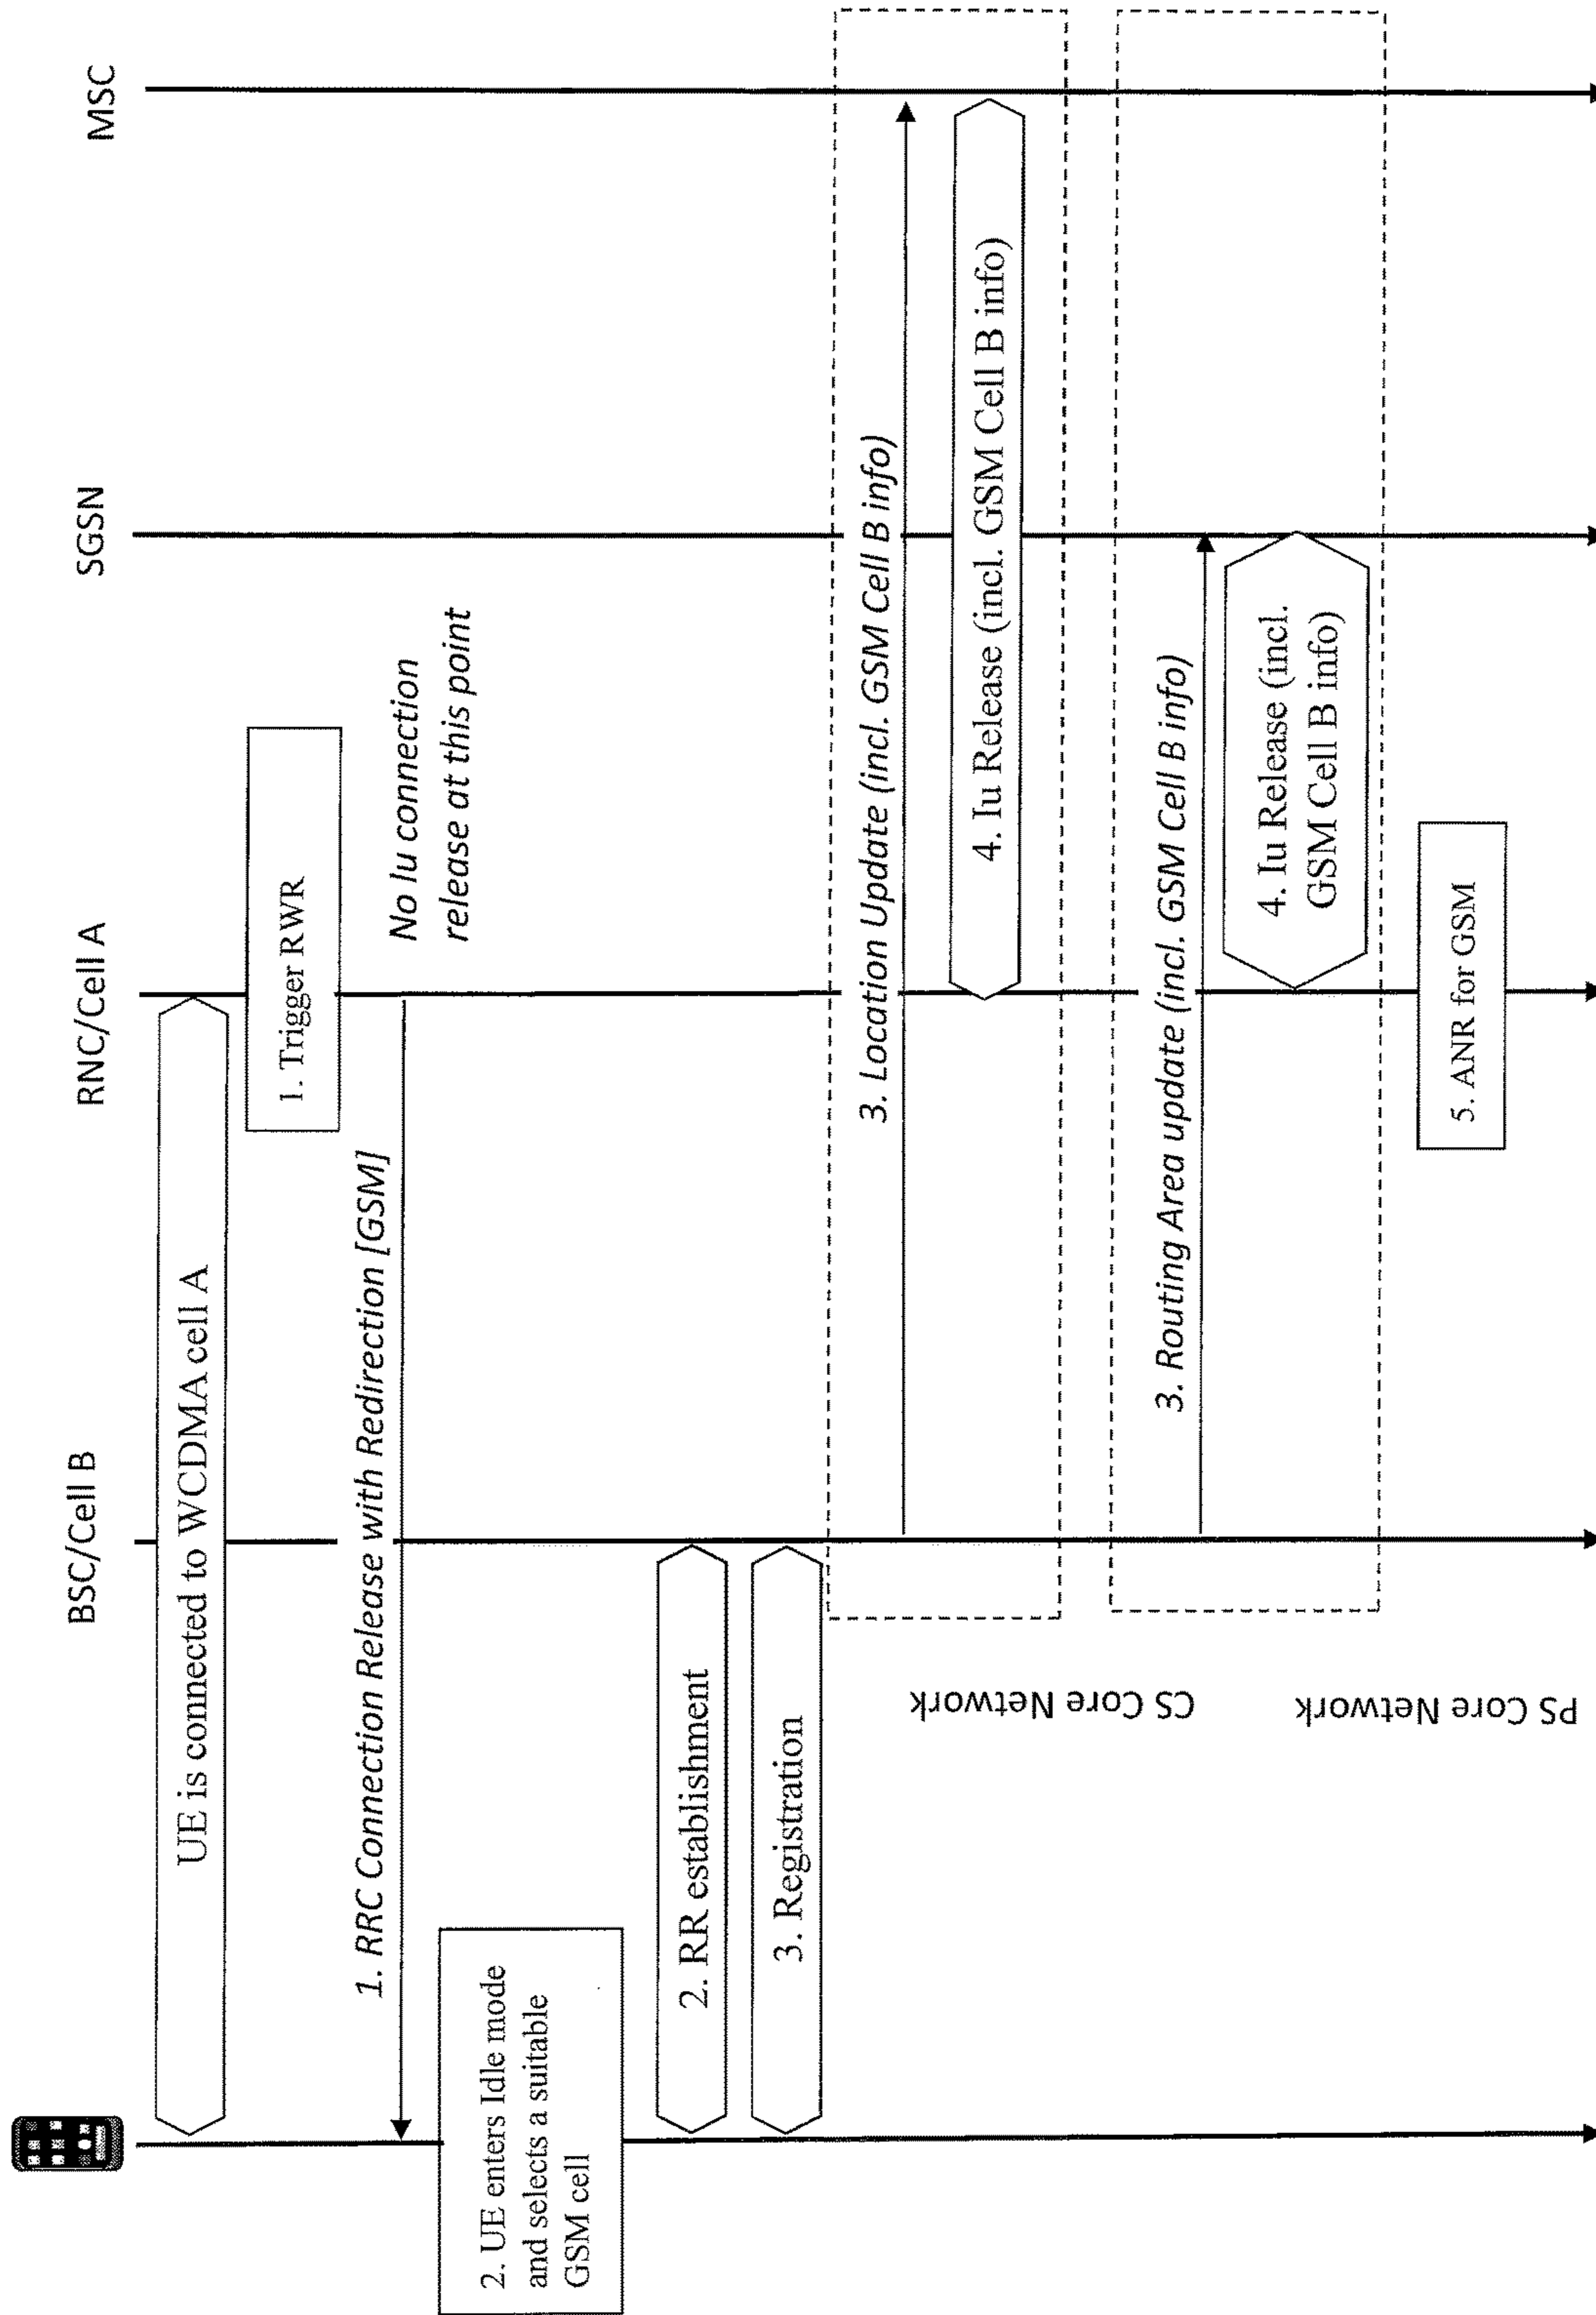 BSC/Cell B
RNC/Cell A
SGSN
MSC
UE is connected to WCDMA cell A
1. Trigger RWR
1. RRC Connection Release with Redirection [GSM]
No Iu connection
release at this point
2. UE enters Idle mode
and selects a suitable
GSM cell
2. RR establishment
3. Registration
CS Core Network
3. Location Update (incl. GSM Cell B info)
4. Iu Release (incl. GSM Cell B info)
PS Core Network
3. Routing Area update (incl. GSM Cell B info)
4. Iu Release (incl.
GSM Cell B info)
5. ANR for GSM